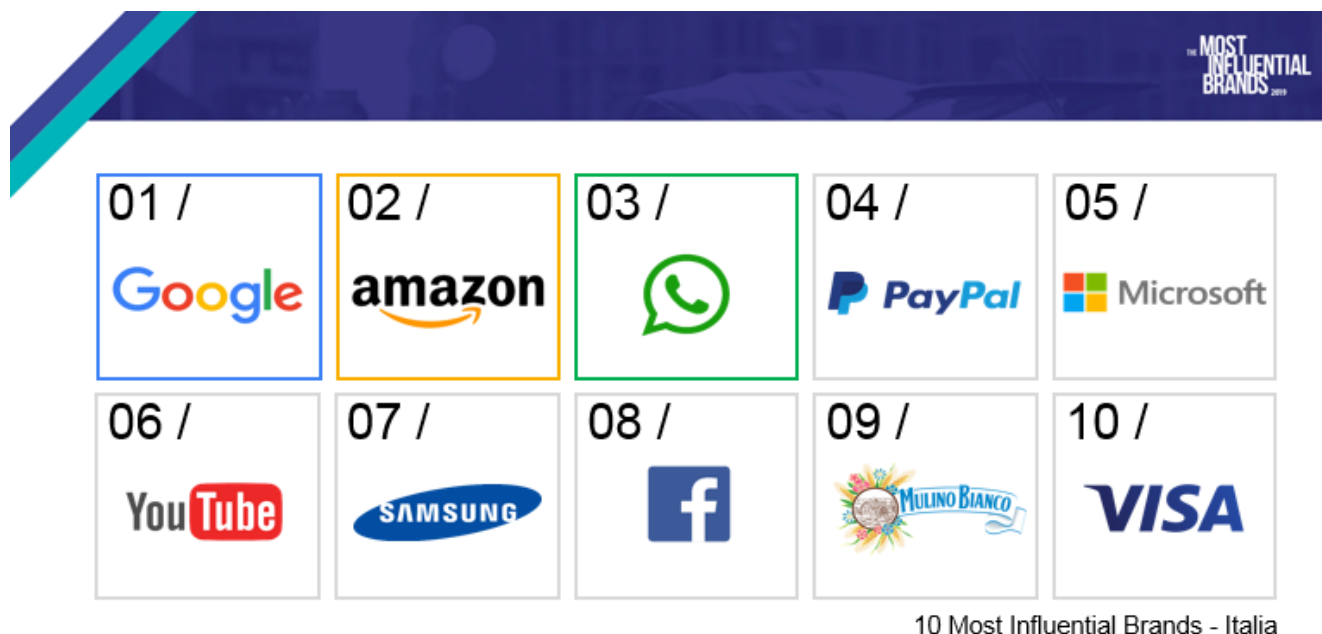 THE MOST
INFLUENTIAL
BRANDS 2019
01 / 02 / 03 / 04 / 05 /
Google amazon PayPal Microsoft
06 / 07 / 08 / 09 / 10 /
YouTube SAMSUNG f MULINO BIANCO VISA
10 Most Influential Brands - Italia